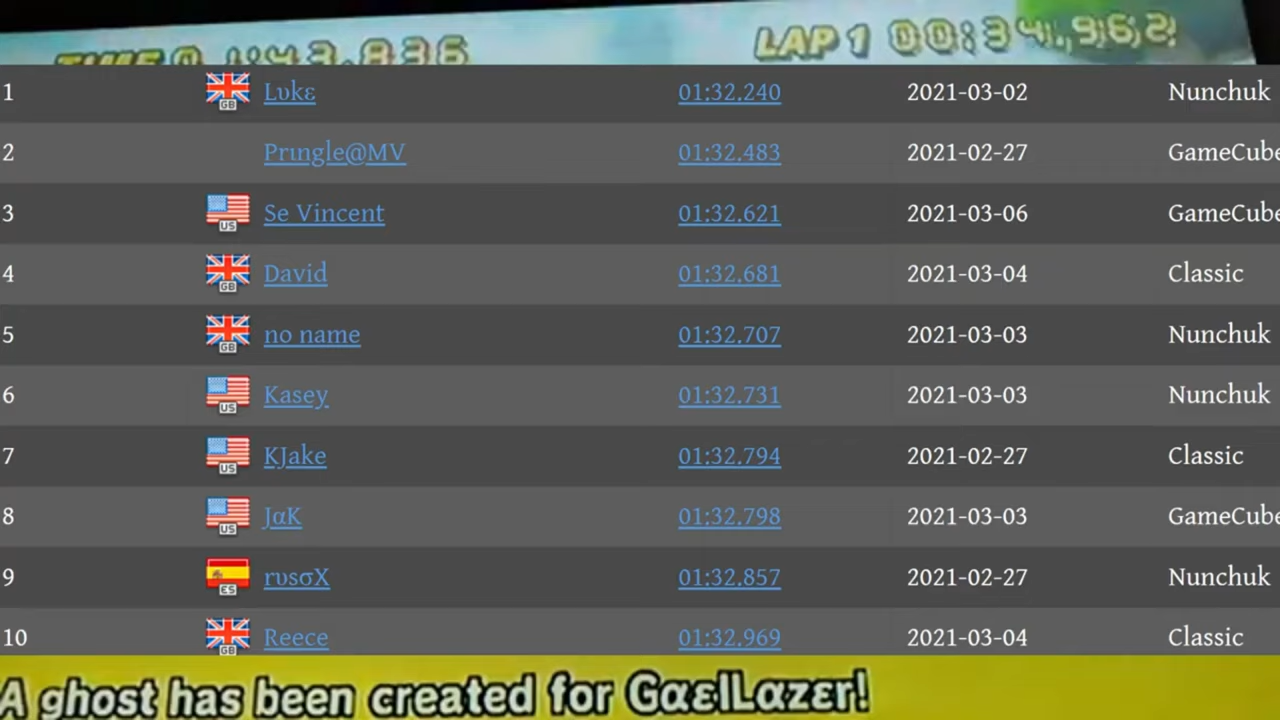 TIME 01:43.836 LAP 1 00:34.962
1 GB Lυkε 01:32.240 2021-03-02 Nunchuk
2 Prιngle@MV 01:32.483 2021-02-27 GameCube
3 US Se Vincent 01:32.621 2021-03-06 GameCube
4 GB David 01:32.681 2021-03-04 Classic
5 GB no name 01:32.707 2021-03-03 Nunchuk
6 US Kasey 01:32.731 2021-03-03 Nunchuk
7 US KJake 01:32.794 2021-02-27 Classic
8 US JαK 01:32.798 2021-03-03 GameCube
9 ES rυsσX 01:32.857 2021-02-27 Nunchuk
10 GB Reece 01:32.969 2021-03-04 Classic
A ghost has been created for GαεlLαzεr!